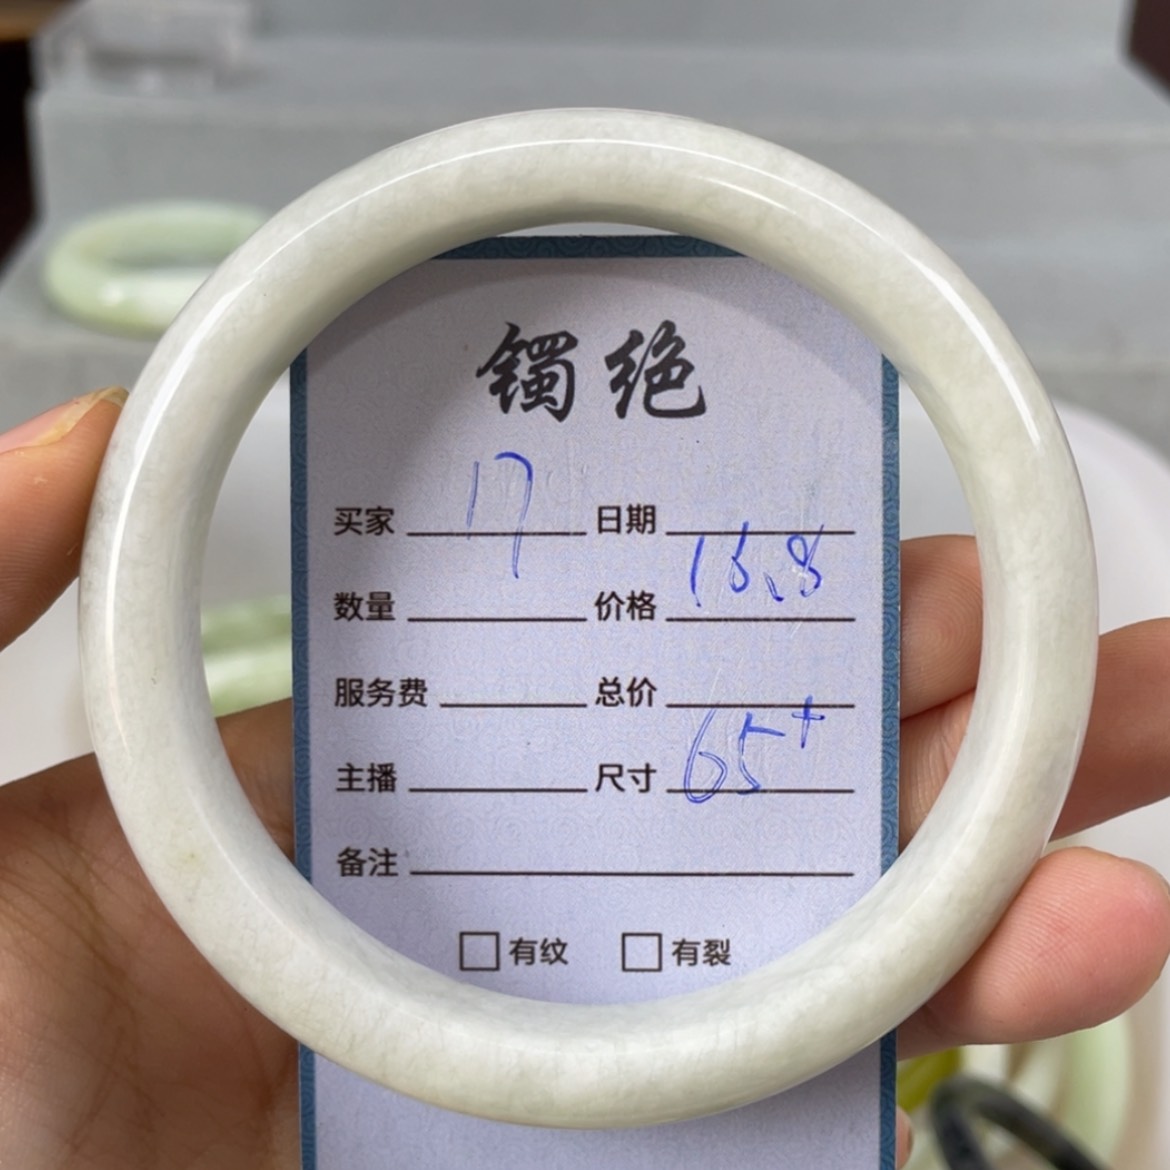 镯绝
买家 17 日期
数量 价格 16.8
服务费 总价
主播 尺寸 65+
备注
有纹 有裂